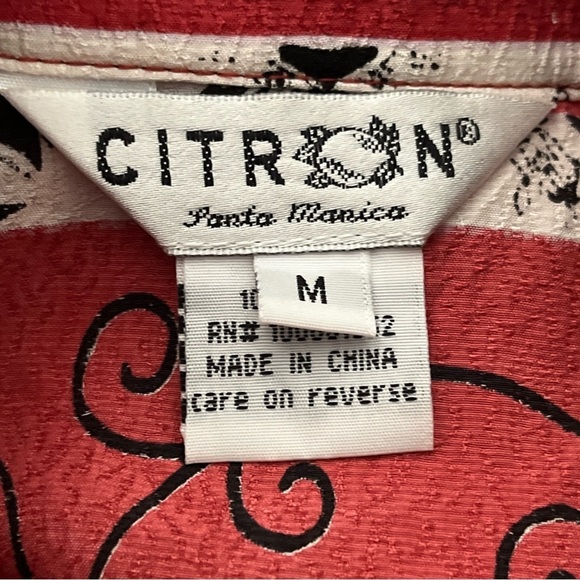 CITRON®
Santa Monica
M
RN#
MADE IN CHINA
care on reverse